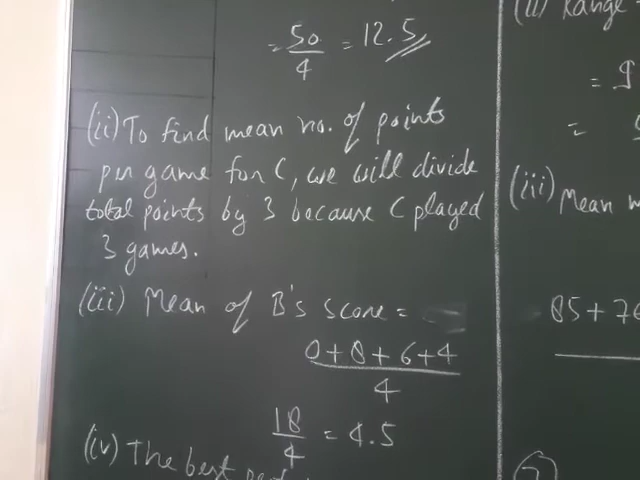 = 50/4 = 12.5
(ii) To find mean no. of points
per game for C, we will divide
total points by 3 because C played
3 games.
(iii) Mean of B's score =
0+8+6+4
4
18/4 = 4.5
(iv) The best
(ii) Range
= 9
=
(iii) Mean
85+76